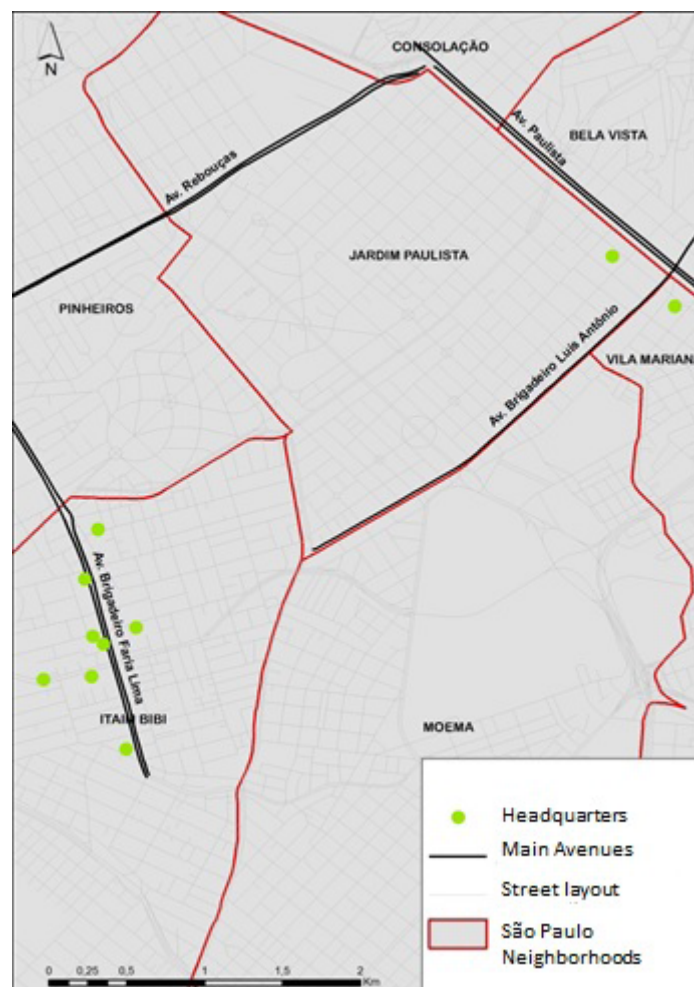 N
CONSOLAÇÃO
Av. Paulista
BELA VISTA
Av. Rebouças
JARDIM PAULISTA
PINHEIROS
Av. Brigadeiro Luis Antônio
VILA MARIAN
Av. Brigadeiro Faria Lima
ITAIM BIBI
MOEMA
Headquarters
Main Avenues
Street layout
São Paulo
Neighborhoods
0 0,25 0,5 1 1,5 2
Km